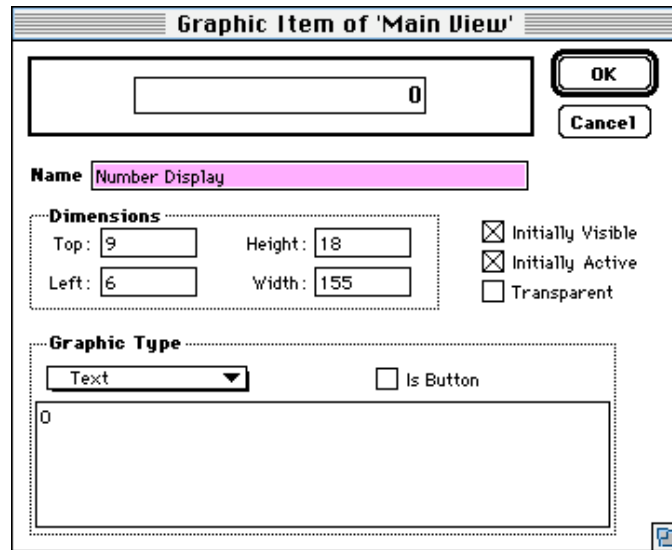 Graphic Item of 'Main View'
0
OK
Cancel
Name Number Display
Dimensions
Top: 9 Height: 18
Left: 6 Width: 155
Initially Visible
Initially Active
Transparent
Graphic Type
Text Is Button
0